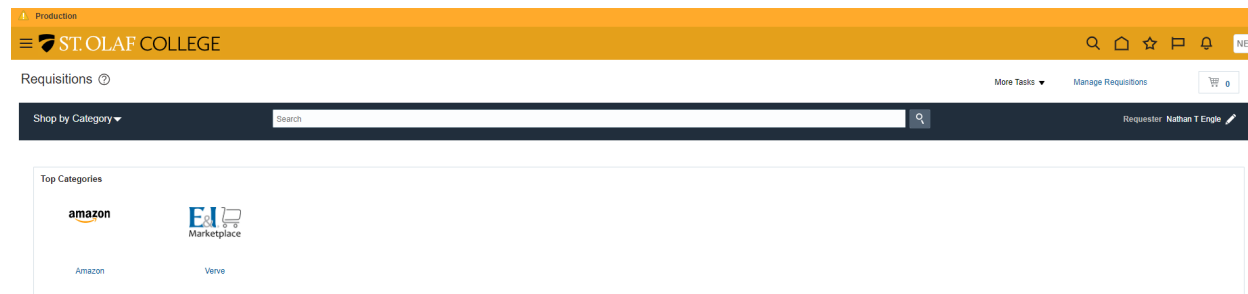 Production
ST. OLAF COLLEGE
NE
Requisitions
More Tasks
Manage Requisitions
0
Shop by Category
Search
Requester Nathan T Engle
Top Categories
amazon
E&I
Marketplace
Amazon
Verve